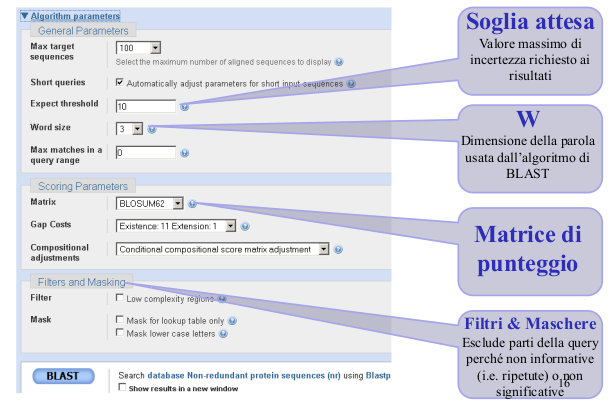 Algorithm parameters
General Parameters
Max target sequences
100
Select the maximum number of aligned sequences to display
Short queries
Automatically adjust parameters for short input sequences
Expect threshold
10
Word size
3
Max matches in a query range
0
Scoring Parameters
Matrix
BLOSUM62
Gap Costs
Existence: 11 Extension: 1
Compositional adjustments
Conditional compositional score matrix adjustment
Filters and Masking
Filter
Low complexity regions
Mask
Mask for lookup table only
Mask lower case letters
BLAST
Search database Non-redundant protein sequences (nr) using Blastp
Show results in a new window
Soglia attesa
Valore massimo di
incertezza richiesto ai
risultati
W
Dimensione della parola
usata dall'algoritmo di
BLAST
Matrice di
punteggio
Filtri & Maschere
Esclude parti della query
perché non informative
(i.e. ripetute) o non
significative
16